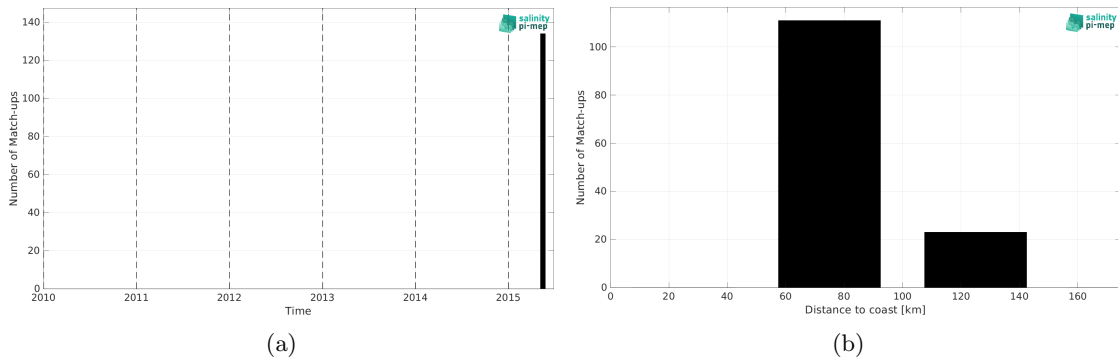 salinity
pi-mep
140
120
100
80
60
40
20
0
Number of Match-ups
2010 2011 2012 2013 2014 2015
Time
(a)
salinity
pi-mep
100
80
60
40
20
0
Number of Match-ups
0 20 40 60 80 100 120 140 160
Distance to coast [km]
(b)